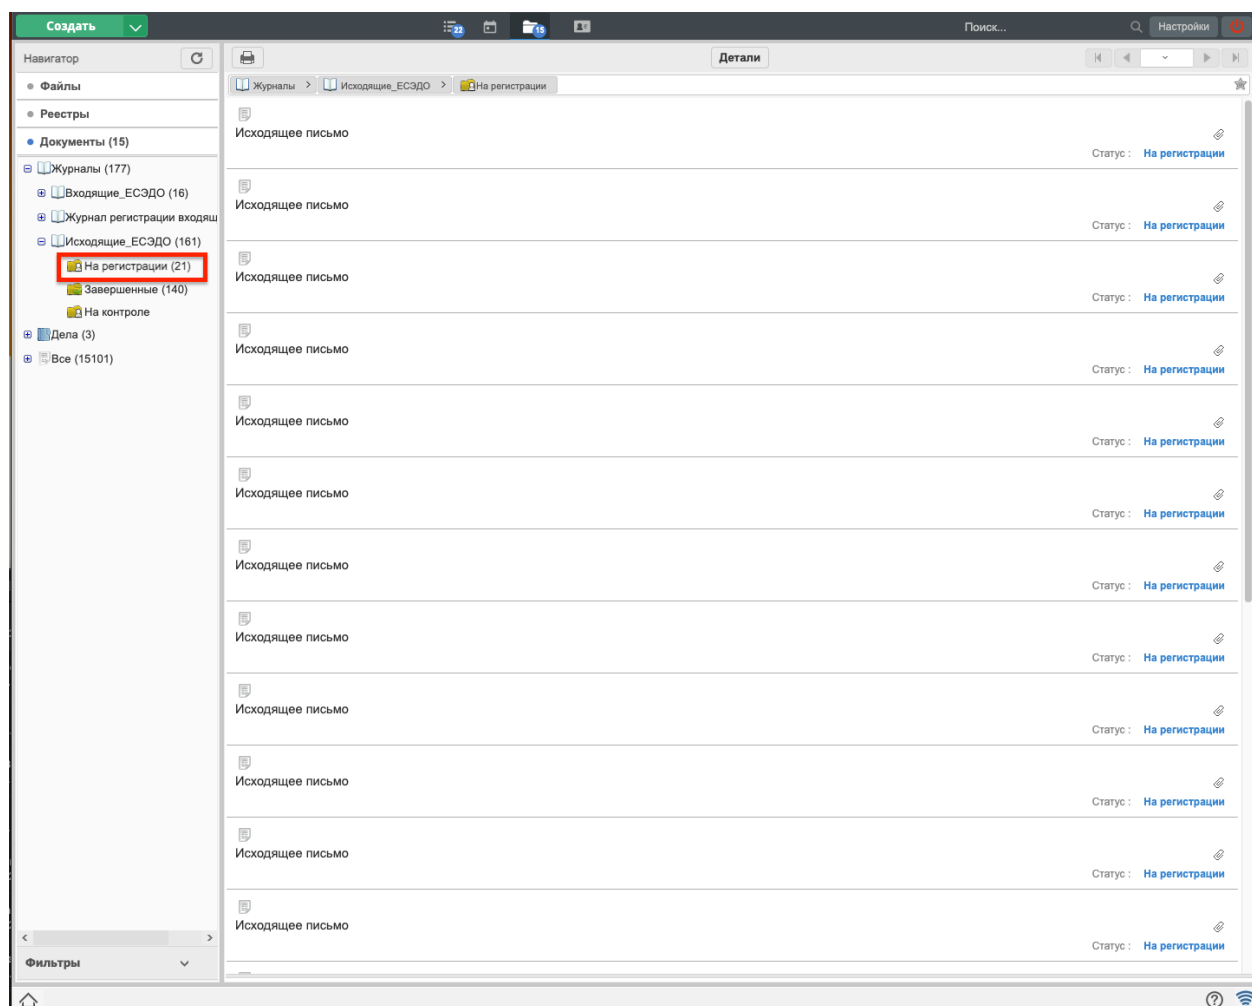 Создать
22
15
Поиск...
Настройки
Навигатор
Детали
Файлы
Реестры
Документы (15)
Журналы (177)
Входящие_ЕСЭДО (16)
Журнал регистрации входящ
Исходящие_ЕСЭДО (161)
На регистрации (21)
Завершенные (140)
На контроле
Дела (3)
Все (15101)
Фильтры
Журналы > Исходящие_ЕСЭДО > На регистрации
Исходящее письмо
Статус : На регистрации
Исходящее письмо
Статус : На регистрации
Исходящее письмо
Статус : На регистрации
Исходящее письмо
Статус : На регистрации
Исходящее письмо
Статус : На регистрации
Исходящее письмо
Статус : На регистрации
Исходящее письмо
Статус : На регистрации
Исходящее письмо
Статус : На регистрации
Исходящее письмо
Статус : На регистрации
Исходящее письмо
Статус : На регистрации
Исходящее письмо
Статус : На регистрации
Исходящее письмо
Статус : На регистрации